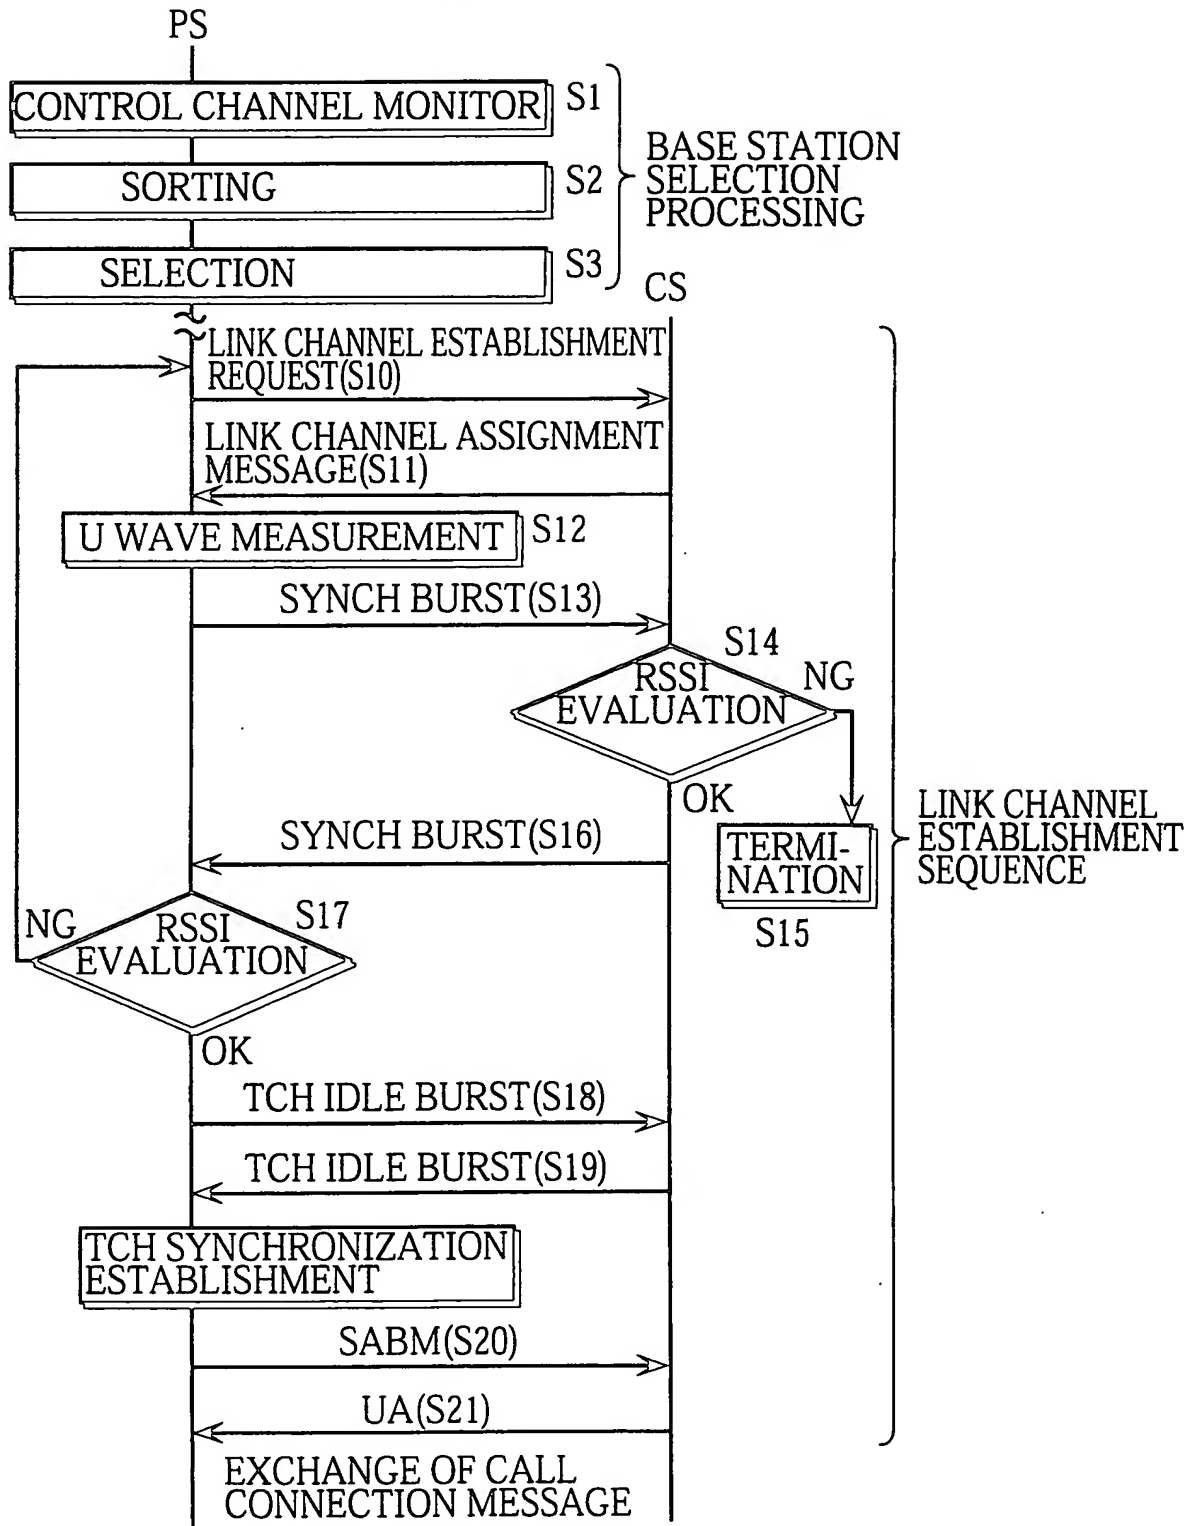 PS
CONTROL CHANNEL MONITOR
S1
SORTING
S2
SELECTION
S3
BASE STATION
SELECTION
PROCESSING
CS
LINK CHANNEL ESTABLISHMENT
REQUEST(S10)
LINK CHANNEL ASSIGNMENT
MESSAGE(S11)
U WAVE MEASUREMENT
S12
SYNCH BURST(S13)
S14
RSSI
EVALUATION
NG
OK
TERMI-
NATION
S15
LINK CHANNEL
ESTABLISHMENT
SEQUENCE
SYNCH BURST(S16)
NG
S17
RSSI
EVALUATION
OK
TCH IDLE BURST(S18)
TCH IDLE BURST(S19)
TCH SYNCHRONIZATION
ESTABLISHMENT
SABM(S20)
UA(S21)
EXCHANGE OF CALL
CONNECTION MESSAGE